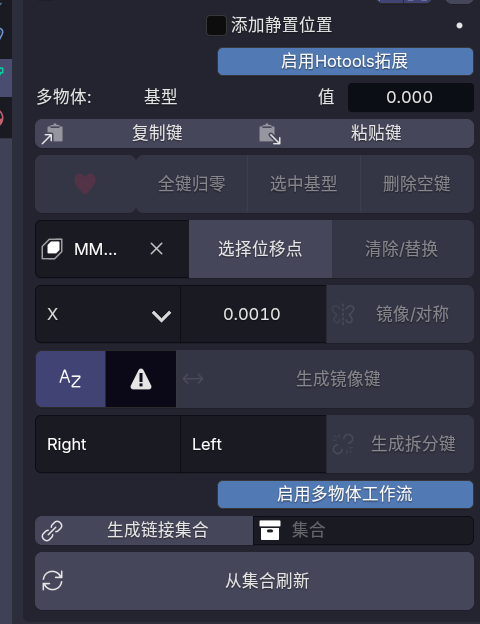 添加静置位置
启用Hotools拓展
多物体: 基型 值 0.000
复制键 粘贴键
全键归零 选中基型 删除空键
MM... 选择位移点 清除/替换
X 0.0010 镜像/对称
AZ 生成镜像键
Right Left 生成拆分键
启用多物体工作流
生成链接集合 集合
从集合刷新